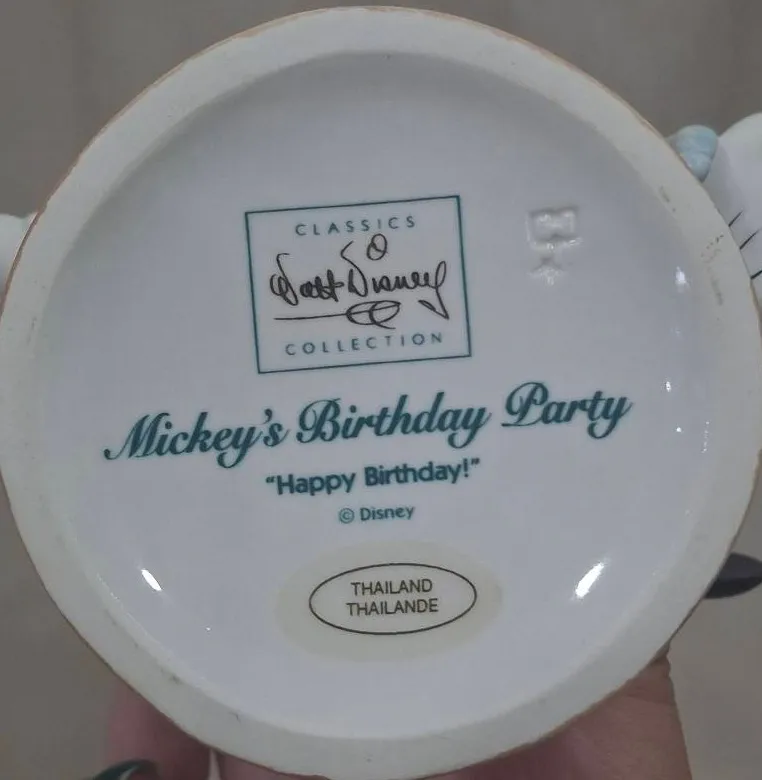 CLASSICS
Walt Disney
COLLECTION
Mickey's Birthday Party
"Happy Birthday!"
© Disney
THAILAND
THAILANDE